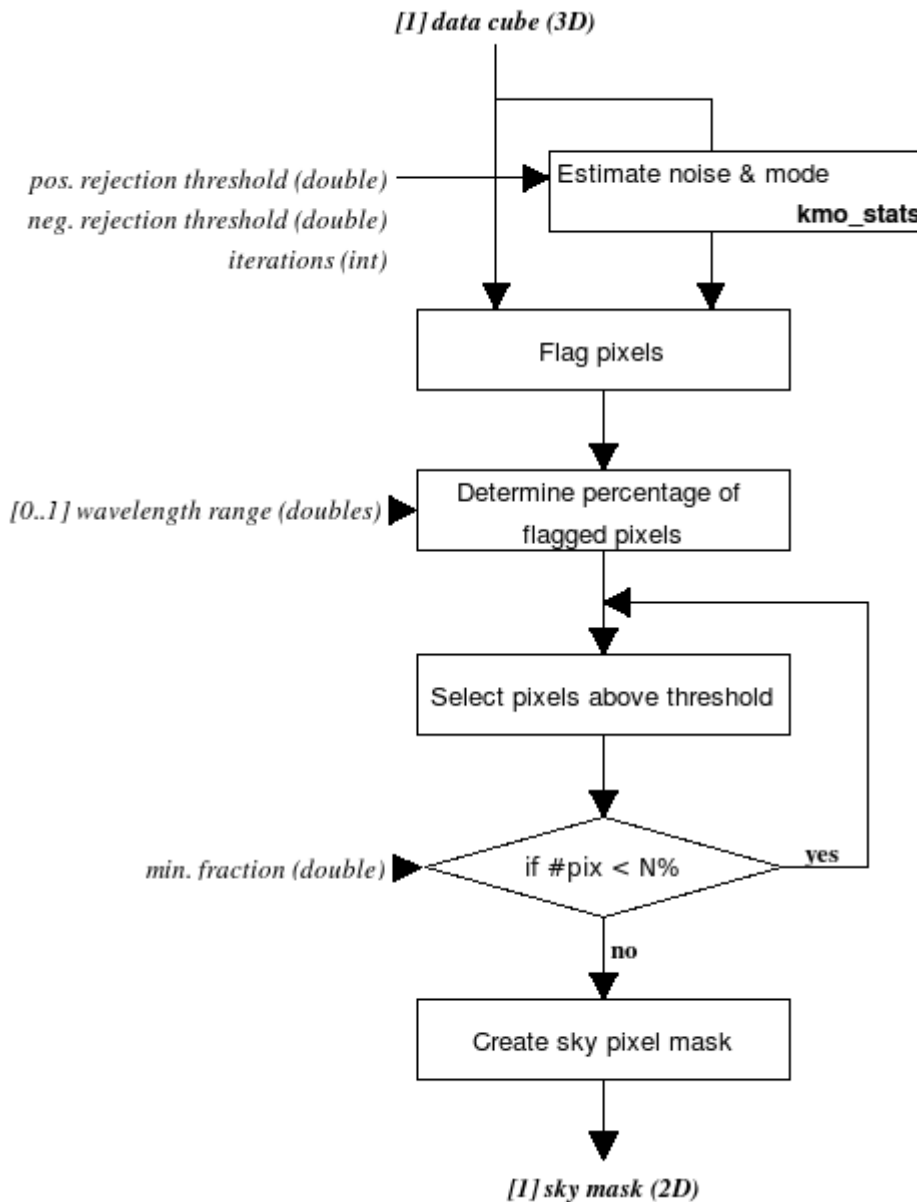 [1] data cube (3D)
pos. rejection threshold (double)
neg. rejection threshold (double)
iterations (int)
Estimate noise & mode
kmo_stats
Flag pixels
[0..1] wavelength range (doubles)
Determine percentage of
flagged pixels
Select pixels above threshold
min. fraction (double)
if #pix < N%
yes
no
Create sky pixel mask
[1] sky mask (2D)